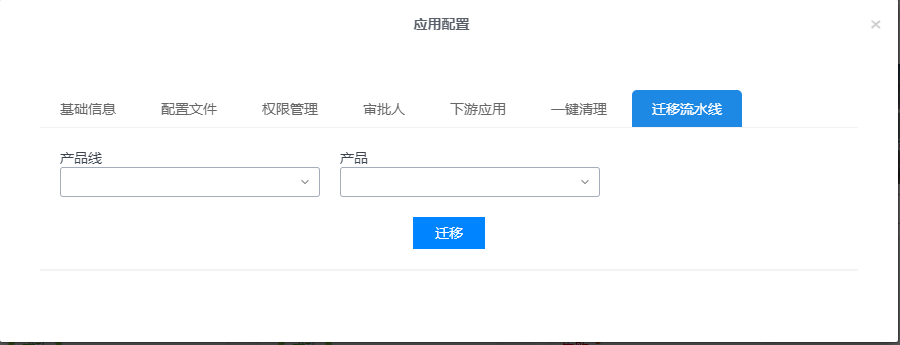 应用配置
×
基础信息 配置文件 权限管理 审批人 下游应用 一键清理 迁移流水线
产品线 产品
迁移